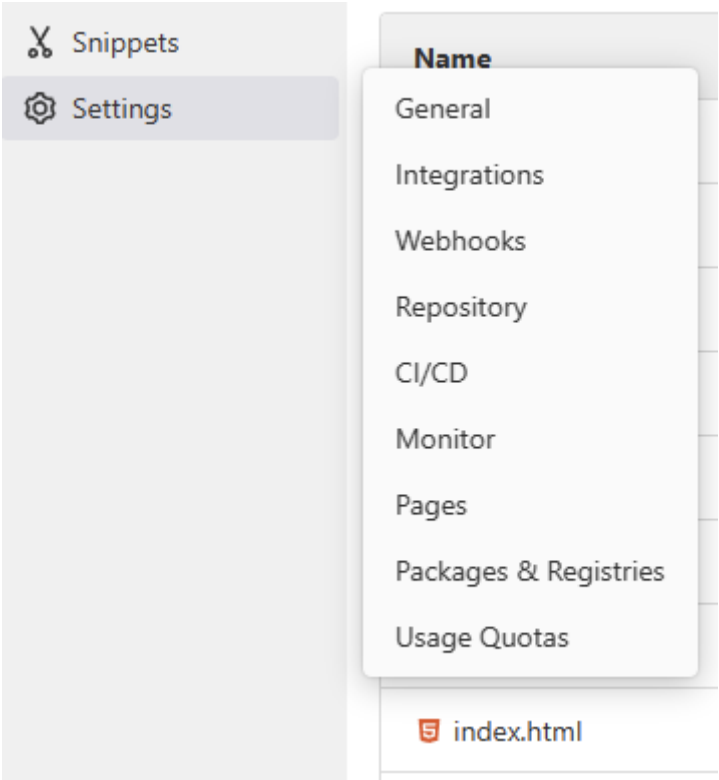 Snippets
Settings
Name
General
Integrations
Webhooks
Repository
CI/CD
Monitor
Pages
Packages & Registries
Usage Quotas
index.html